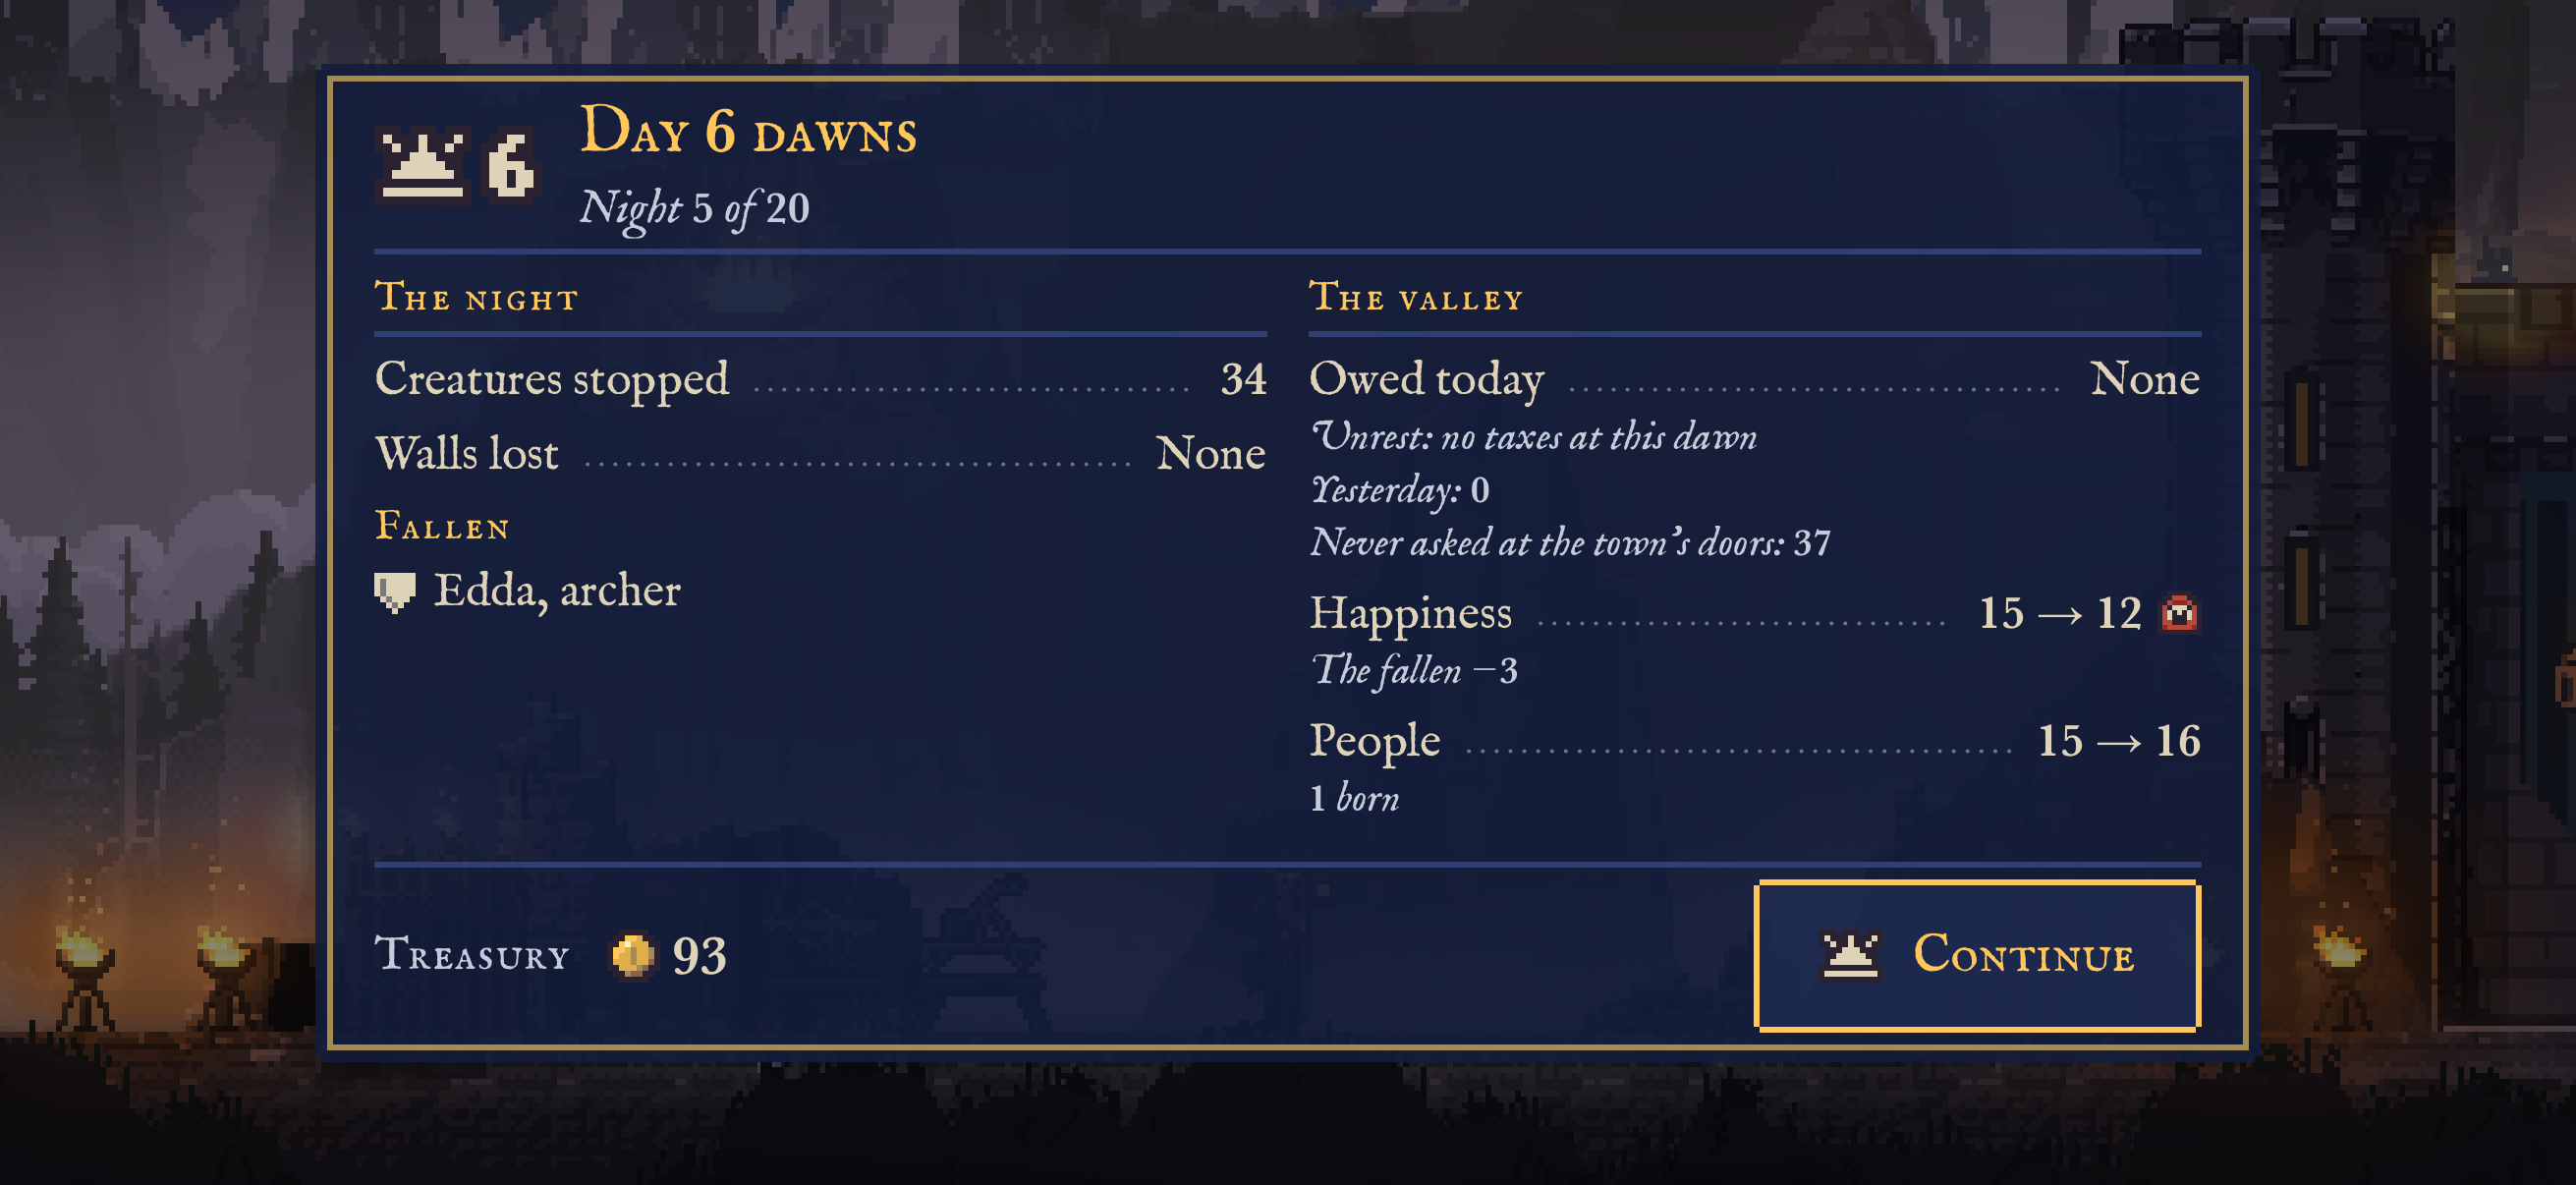 6
Day 6 dawns
Night 5 of 20
The night
Creatures stopped 34
Walls lost None
Fallen
Edda, archer
The valley
Owed today None
Unrest: no taxes at this dawn
Yesterday: 0
Never asked at the town's doors: 37
Happiness 15 → 12
The fallen −3
People 15 → 16
1 born
Treasury 93
Continue